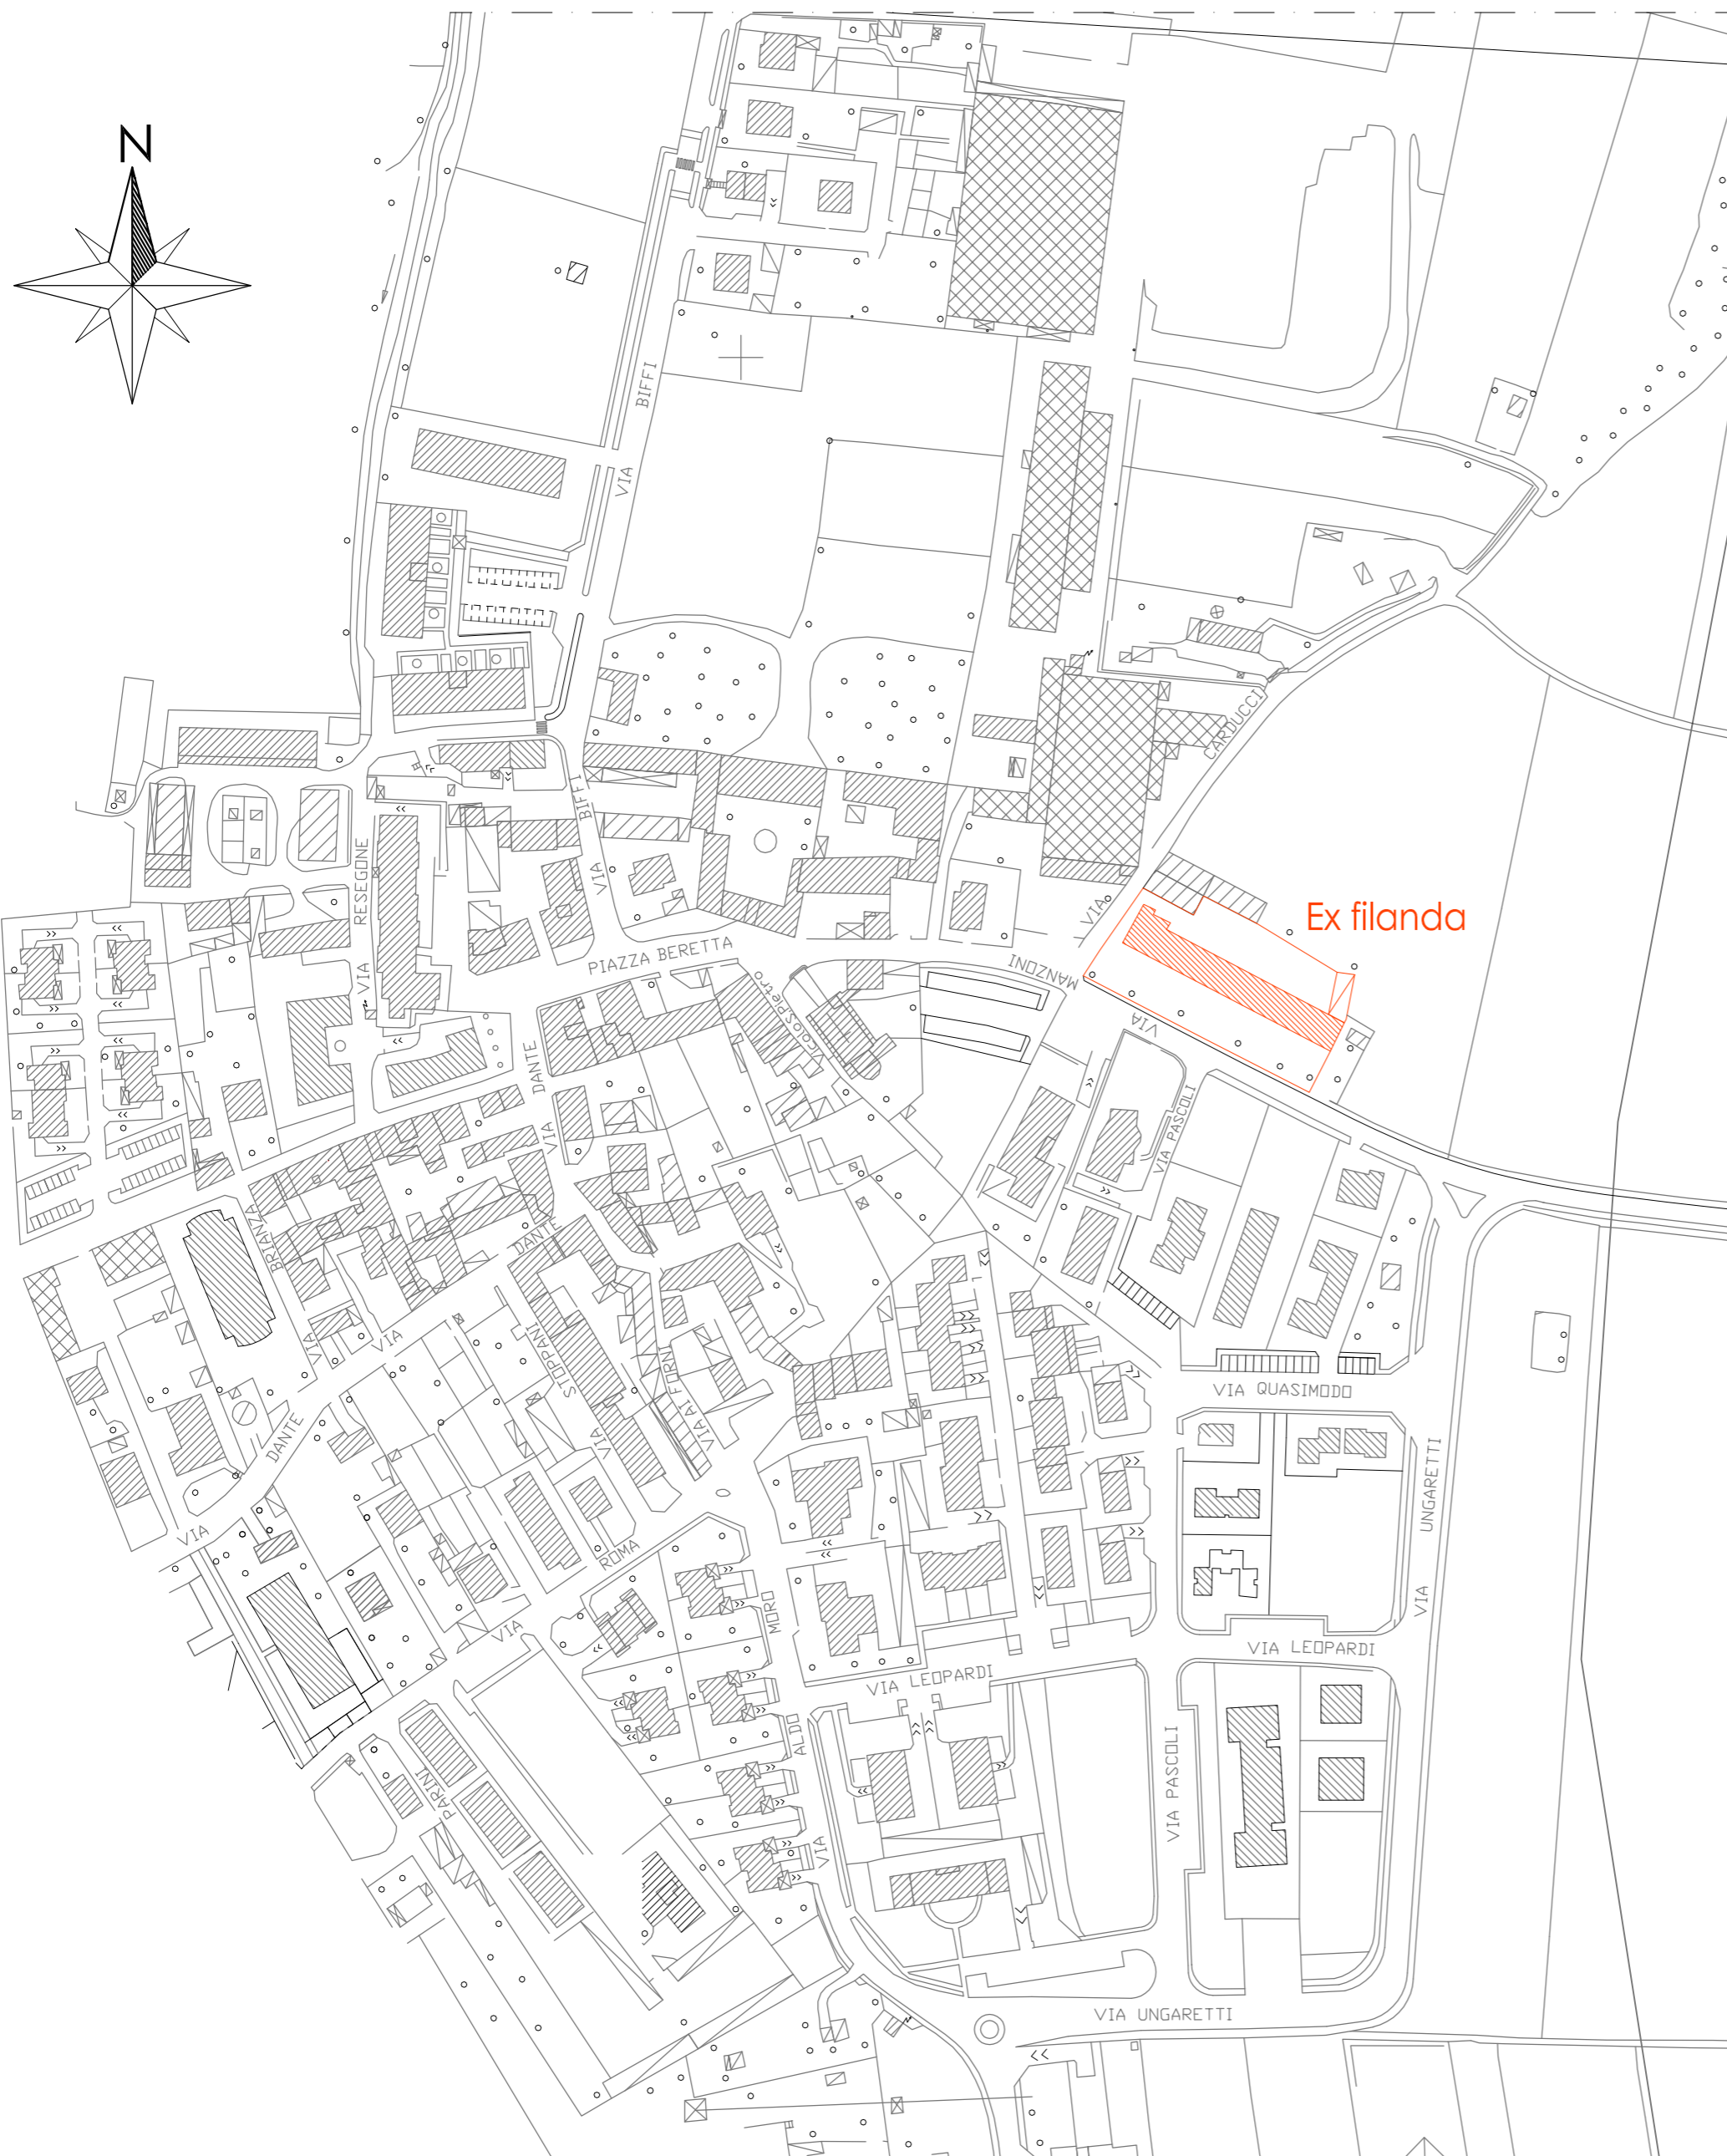 N
VIA BIFFI
VIA CARDUCCI
VIA BIFFI
VIA RESEGONE
Ex filanda
PIAZZA BERETTA
VIA MANZONI
Vicolo S.Pietro
VIA DANTE
VIA PASCOLI
VIA BRIANZA
VIA DANTE
VIA STOPPANI
VIA AI FORNI
VIA QUASIMODO
VIA DANTE
VIA UNGARETTI
VIA ROMA
VIA ALDO MORO
VIA LEOPARDI
VIA LEOPARDI
VIA PASCOLI
PARINI
VIA UNGARETTI